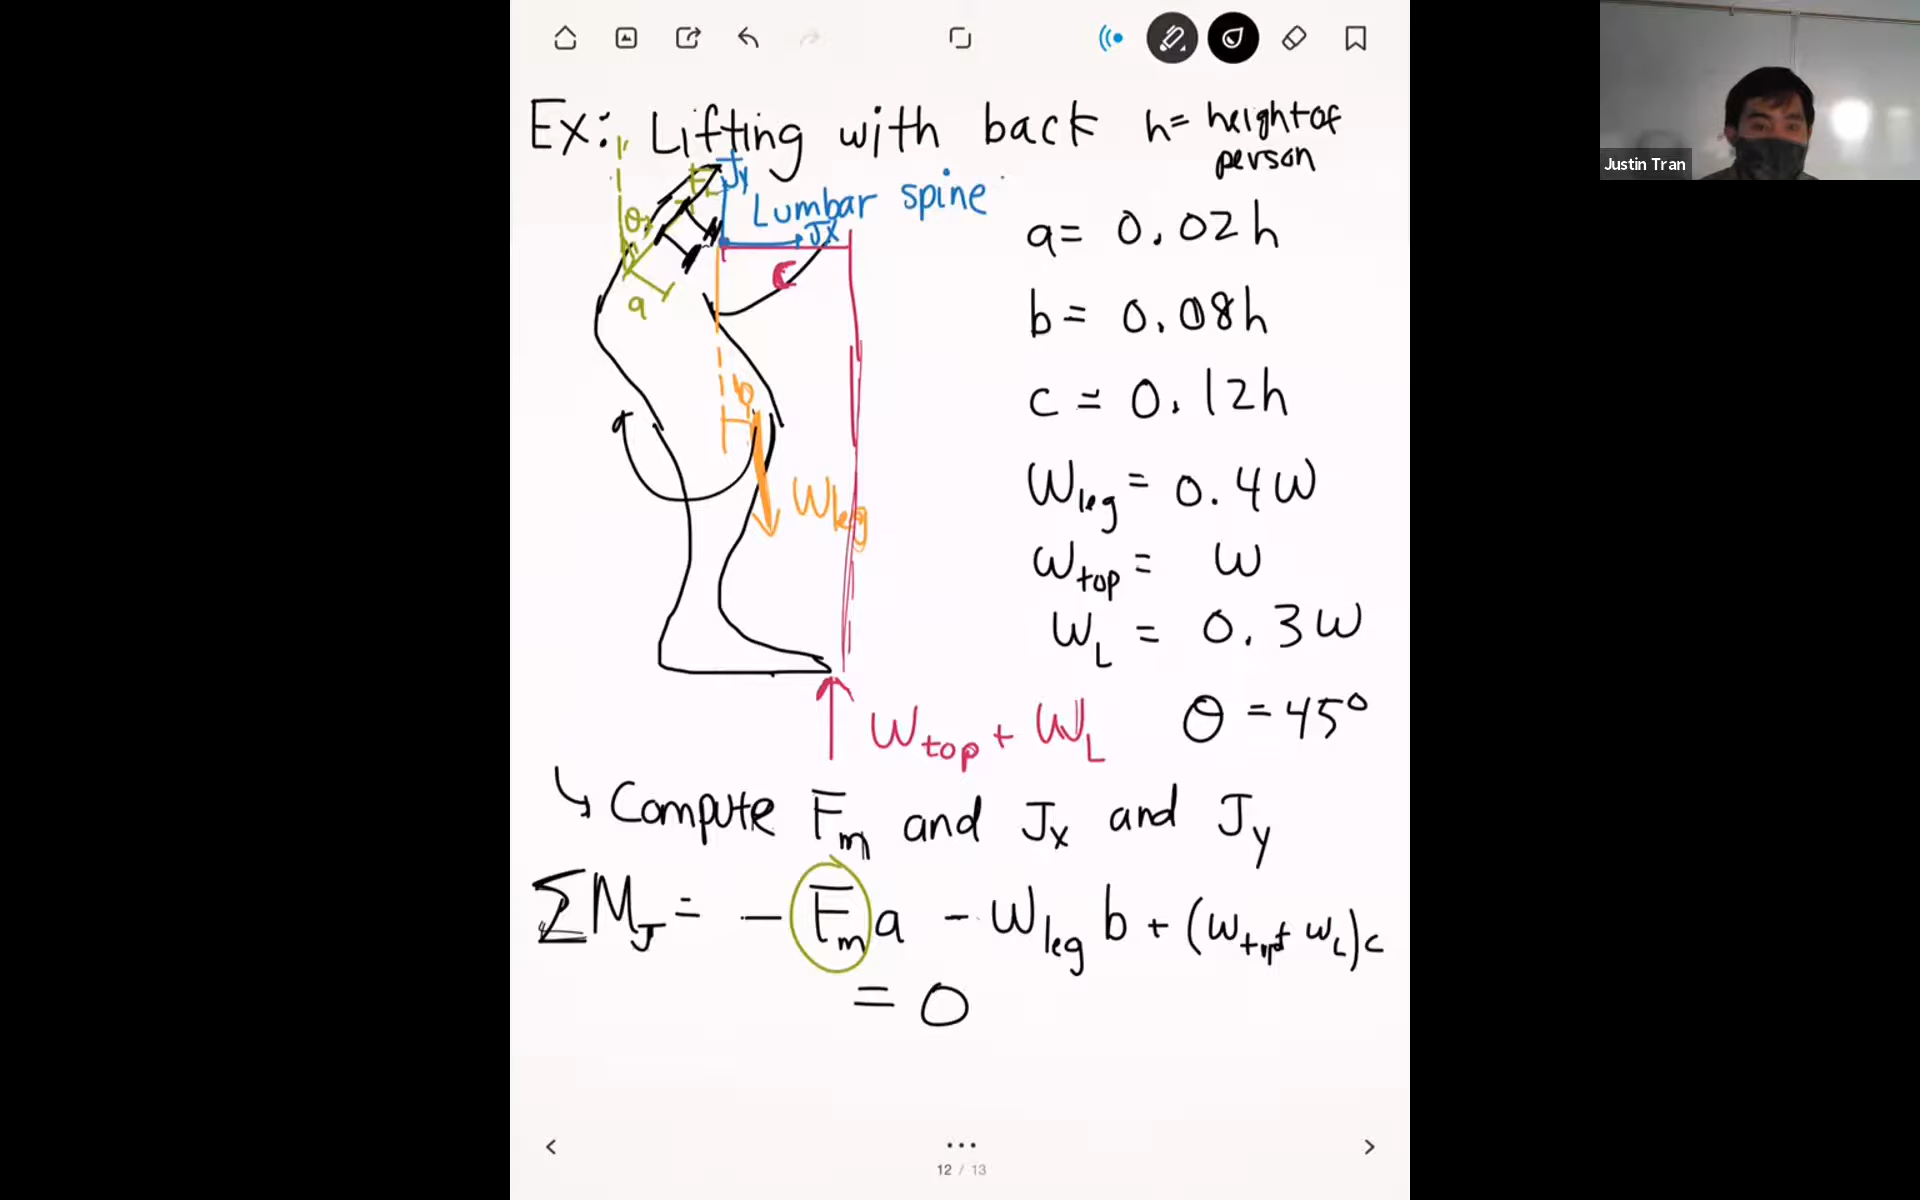 Ex: Lifting with back h= height of
person
Justin Tran
Jy
θ
Lumbar spine
Jx
a= 0.02h
c
a
b= 0.08h
b
c = 0.12h
Wleg = 0.4W
Wleg
Wtop = W
WL = 0.3W
Wtop + WL
θ = 45°
↳ Compute Fm and Jx and Jy
ΣMJ = - Fm a - Wleg b + (Wtop + WL)c
= 0
12 / 13